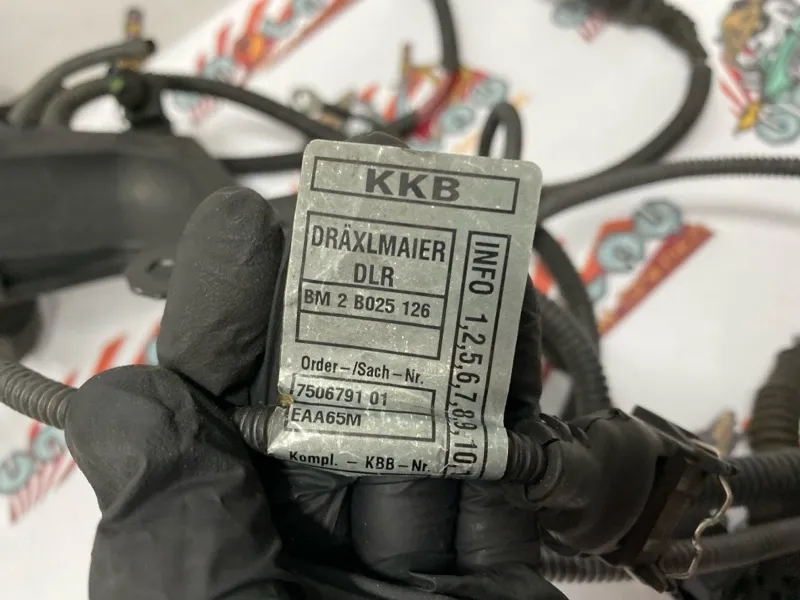 KKB
DRÄXLMAIER
DLR
BM 2 B025 126
Order-/Sach-Nr.
7506791 01
EAA65M
Kompl. - KBB-Nr.
INFO 1,2,5,6,7,8,9,10,